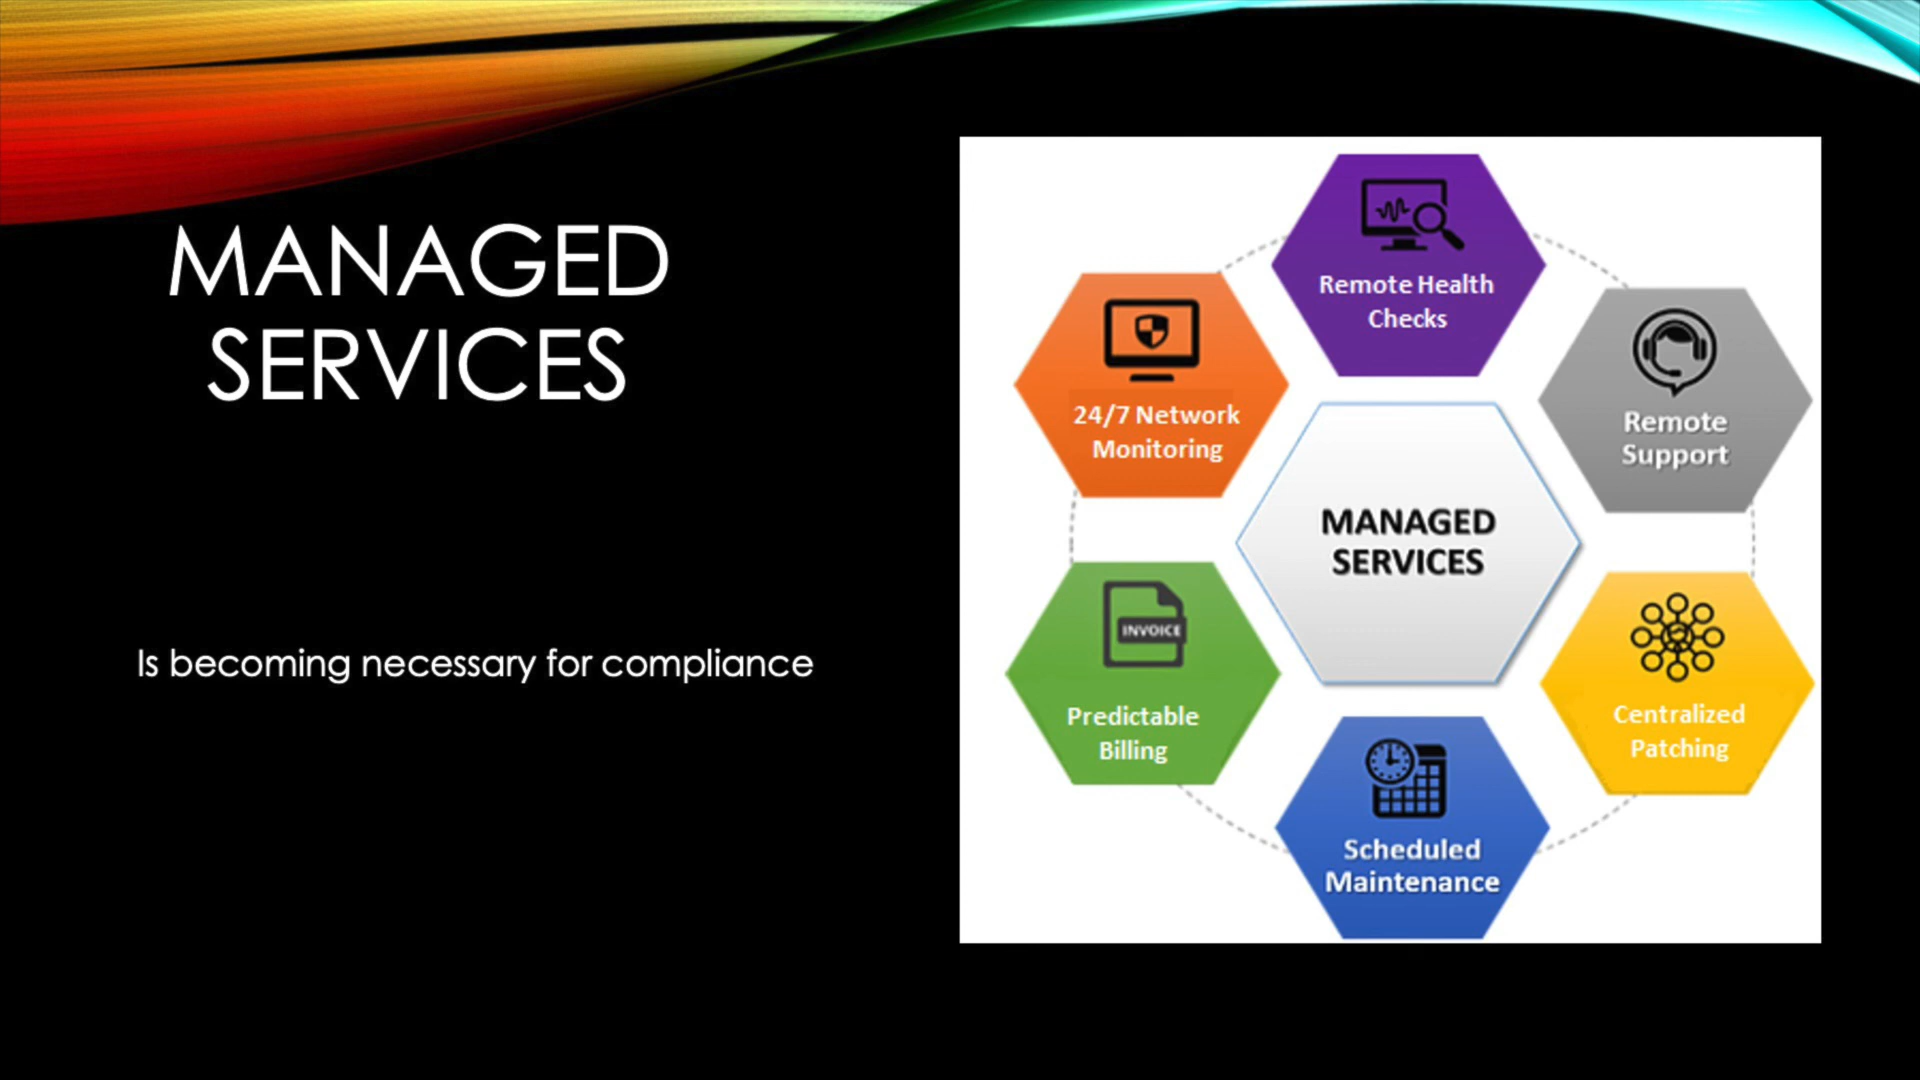 MANAGED
SERVICES
Is becoming necessary for compliance
Remote Health
Checks
24/7 Network
Monitoring
Remote
Support
MANAGED
SERVICES
INVOICE
Predictable
Billing
Centralized
Patching
Scheduled
Maintenance